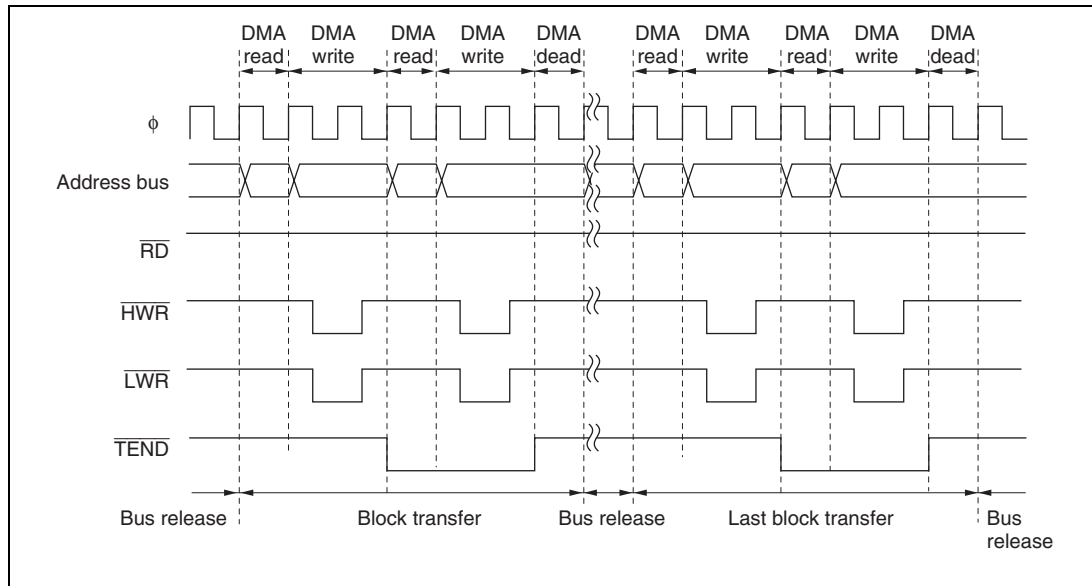 DMA DMA DMA DMA DMA DMA DMA DMA DMA DMA
read write read write dead read write read write dead
φ
Address bus
RD
HWR
LWR
TEND
Bus release Block transfer Bus release Last block transfer Bus
release